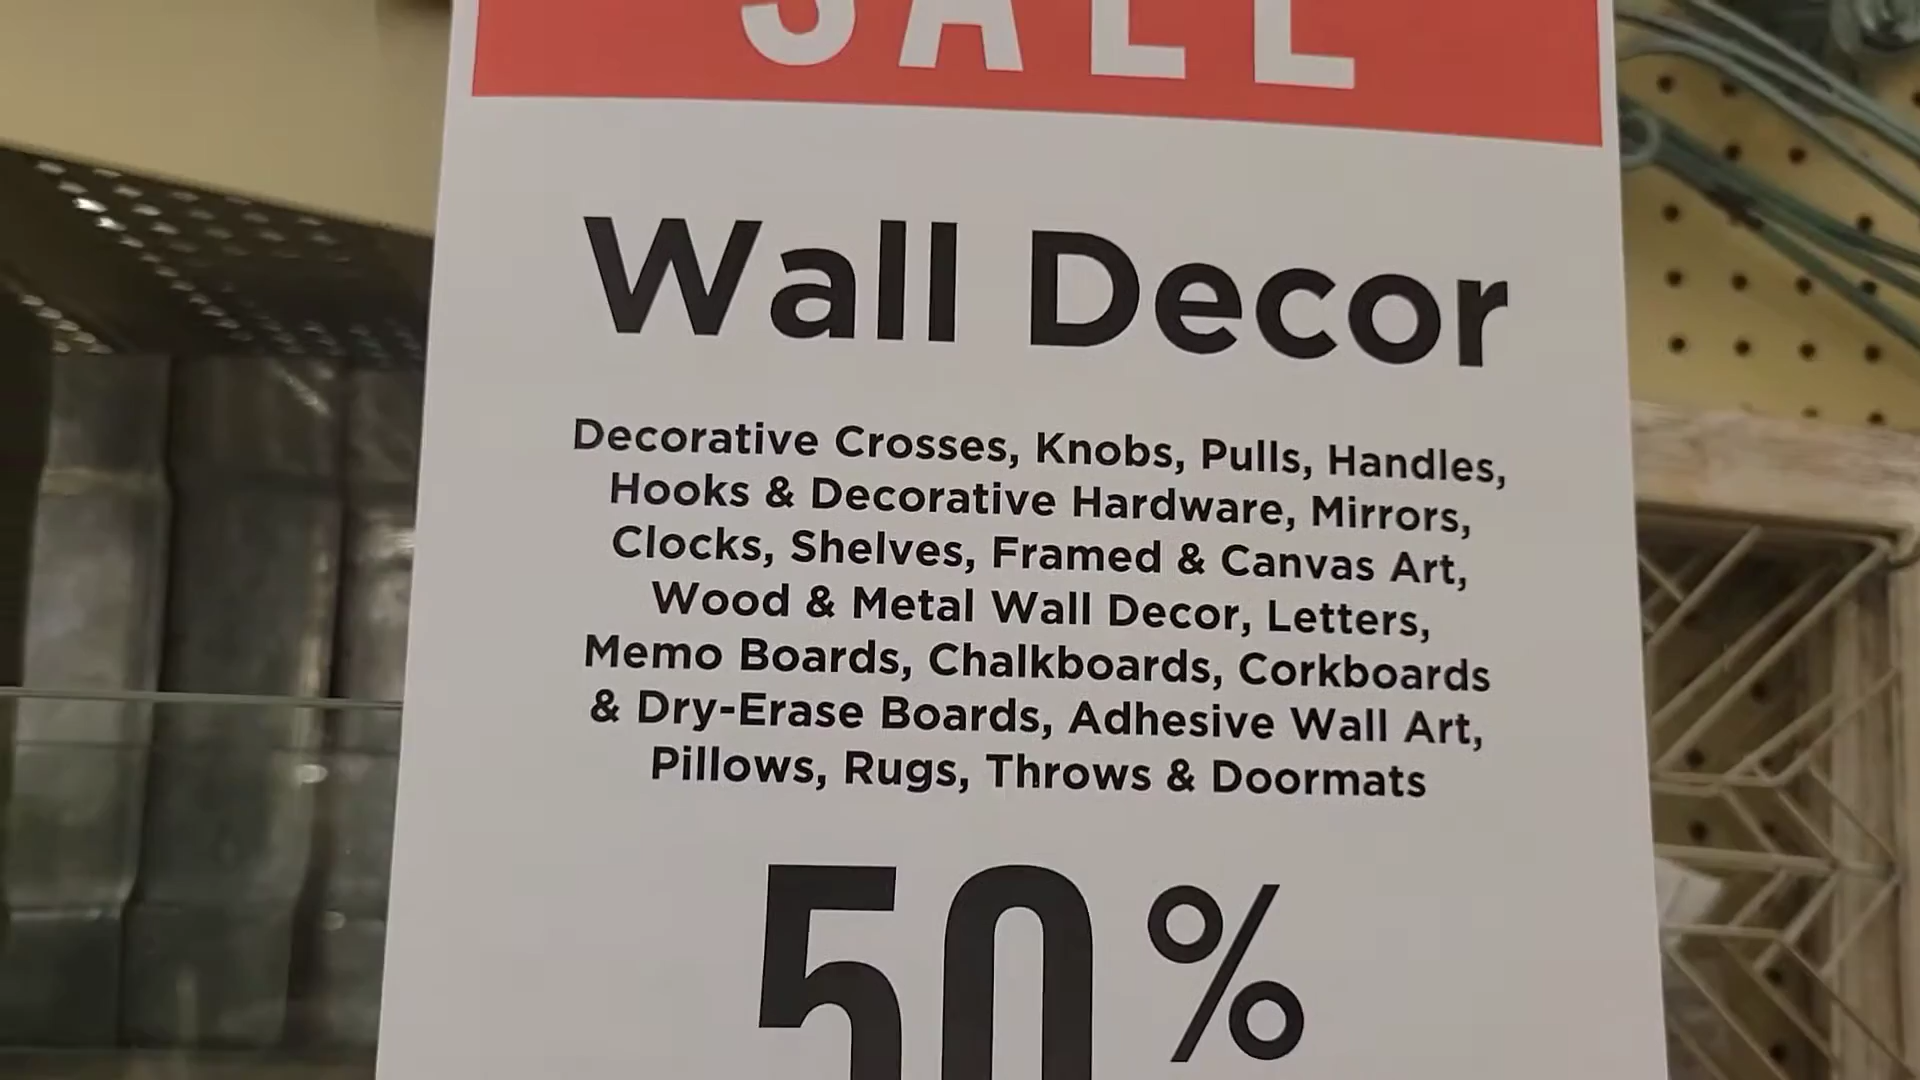 SALE
Wall Decor
Decorative Crosses, Knobs, Pulls, Handles,
Hooks & Decorative Hardware, Mirrors,
Clocks, Shelves, Framed & Canvas Art,
Wood & Metal Wall Decor, Letters,
Memo Boards, Chalkboards, Corkboards
& Dry-Erase Boards, Adhesive Wall Art,
Pillows, Rugs, Throws & Doormats
50%